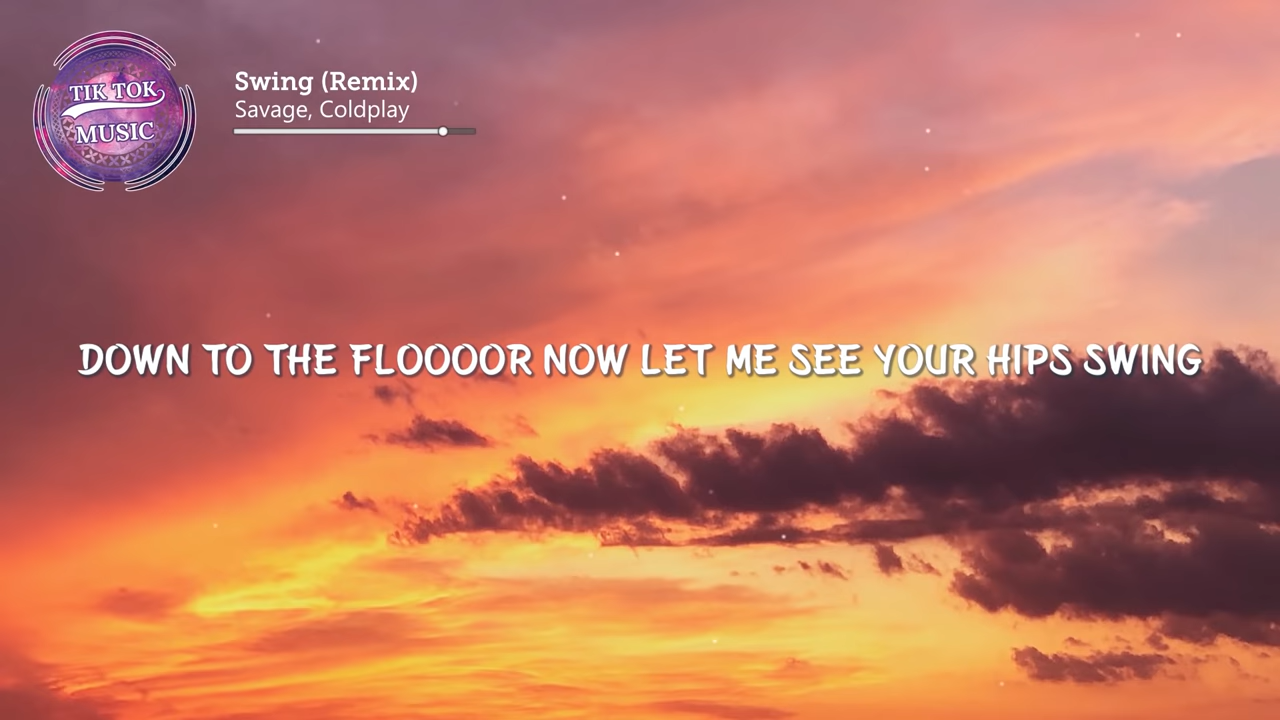 TIK TOK
MUSIC
Swing (Remix)
Savage, Coldplay
DOWN TO THE FLOOOOR NOW LET ME SEE YOUR HIPS SWING